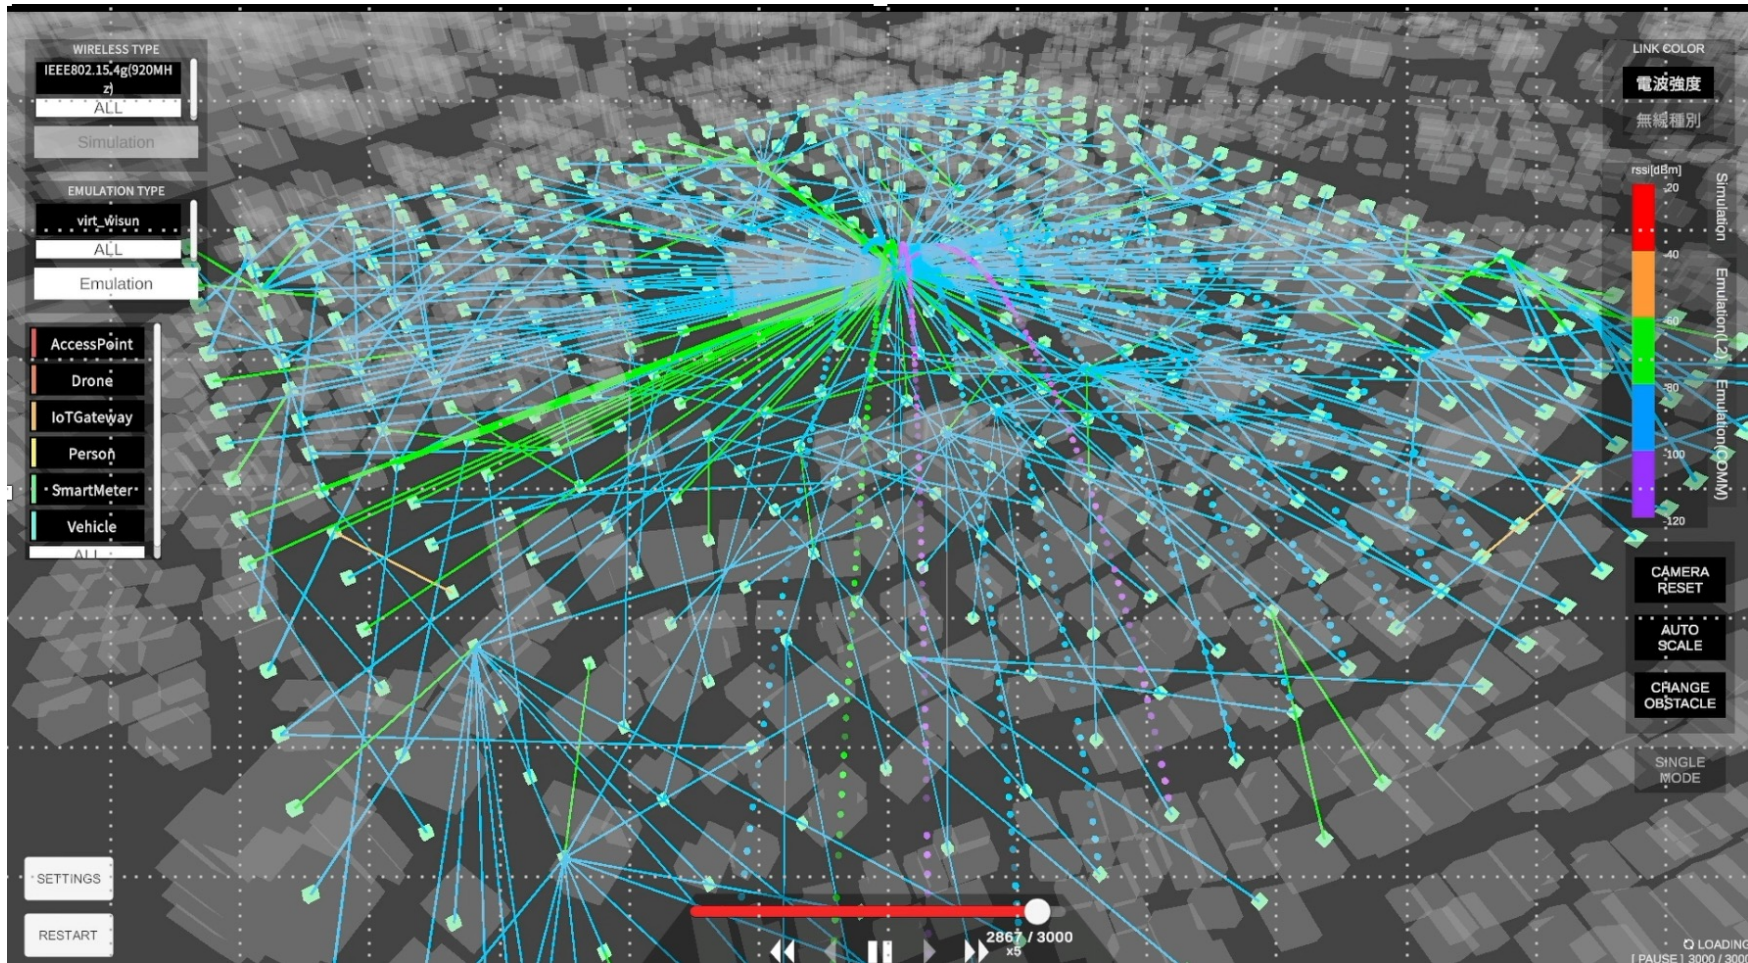 WIRELESS TYPE
IEEE802.15.4g(920MH
z)
ALL
Simulation
EMULATION TYPE
virt_wisun
ALL
Emulation
AccessPoint
Drone
IoTGateway
Person
SmartMeter
Vehicle
ALL
SETTINGS
RESTART
2867 / 3000
x5
LINK COLOR
電波強度
無線種別
rssi[dBm]
-20
-40
-60
-80
-100
-120
Simulation
Emulation(L2)
Emulation(COMM)
CAMERA
RESET
AUTO
SCALE
CHANGE
OBSTACLE
SINGLE
MODE
LOADING
[ PAUSE ] 3000 / 3000